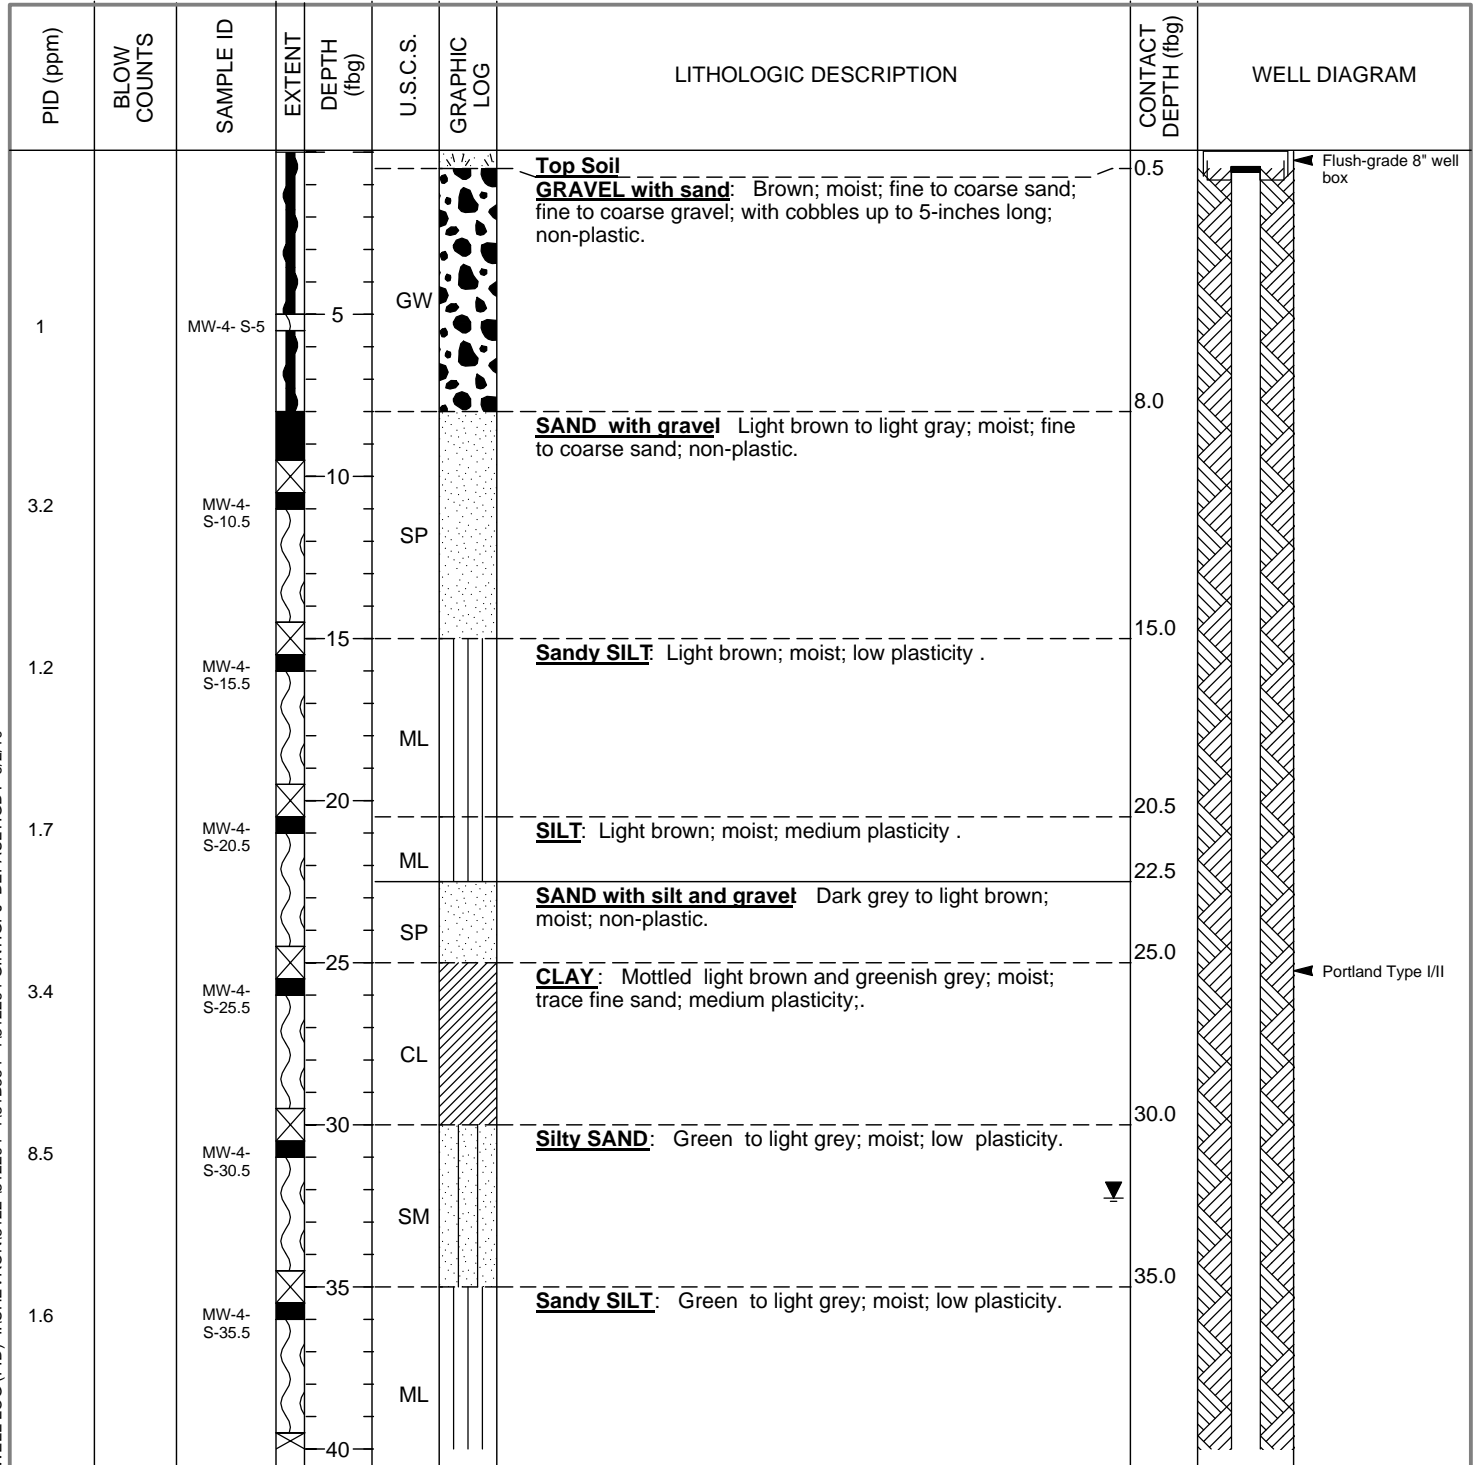 PID (ppm)
BLOW
COUNTS
SAMPLE ID
EXTENT
DEPTH
(fbg)
U.S.C.S.
GRAPHIC
LOG
LITHOLOGIC DESCRIPTION
CONTACT
DEPTH (fbg)
WELL DIAGRAM
Top Soil
0.5
Flush-grade 8" well
box
GRAVEL with sand: Brown; moist; fine to coarse sand;
fine to coarse gravel; with cobbles up to 5-inches long;
non-plastic.
GW
5
1
MW-4- S-5
8.0
SAND with gravel Light brown to light gray; moist; fine
to coarse sand; non-plastic.
10
3.2
MW-4-
S-10.5
SP
15
15.0
Sandy SILT: Light brown; moist; low plasticity .
1.2
MW-4-
S-15.5
ML
20
20.5
1.7
MW-4-
S-20.5
SILT: Light brown; moist; medium plasticity .
ML
22.5
SAND with silt and gravel: Dark grey to light brown;
moist; non-plastic.
SP
25
25.0
CLAY: Mottled light brown and greenish grey; moist;
trace fine sand; medium plasticity;.
Portland Type I/II
3.4
MW-4-
S-25.5
CL
30
30.0
Silty SAND: Green to light grey; moist; low plasticity.
8.5
MW-4-
S-30.5
SM
35
35.0
Sandy SILT: Green to light grey; moist; low plasticity.
1.6
MW-4-
S-35.5
ML
40